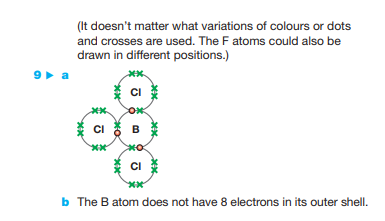 (It doesn't matter what variations of colours or dots
and crosses are used. The F atoms could also be
drawn in different positions.)
9 ▶ a
Cl
Cl B
Cl
b The B atom does not have 8 electrons in its outer shell.